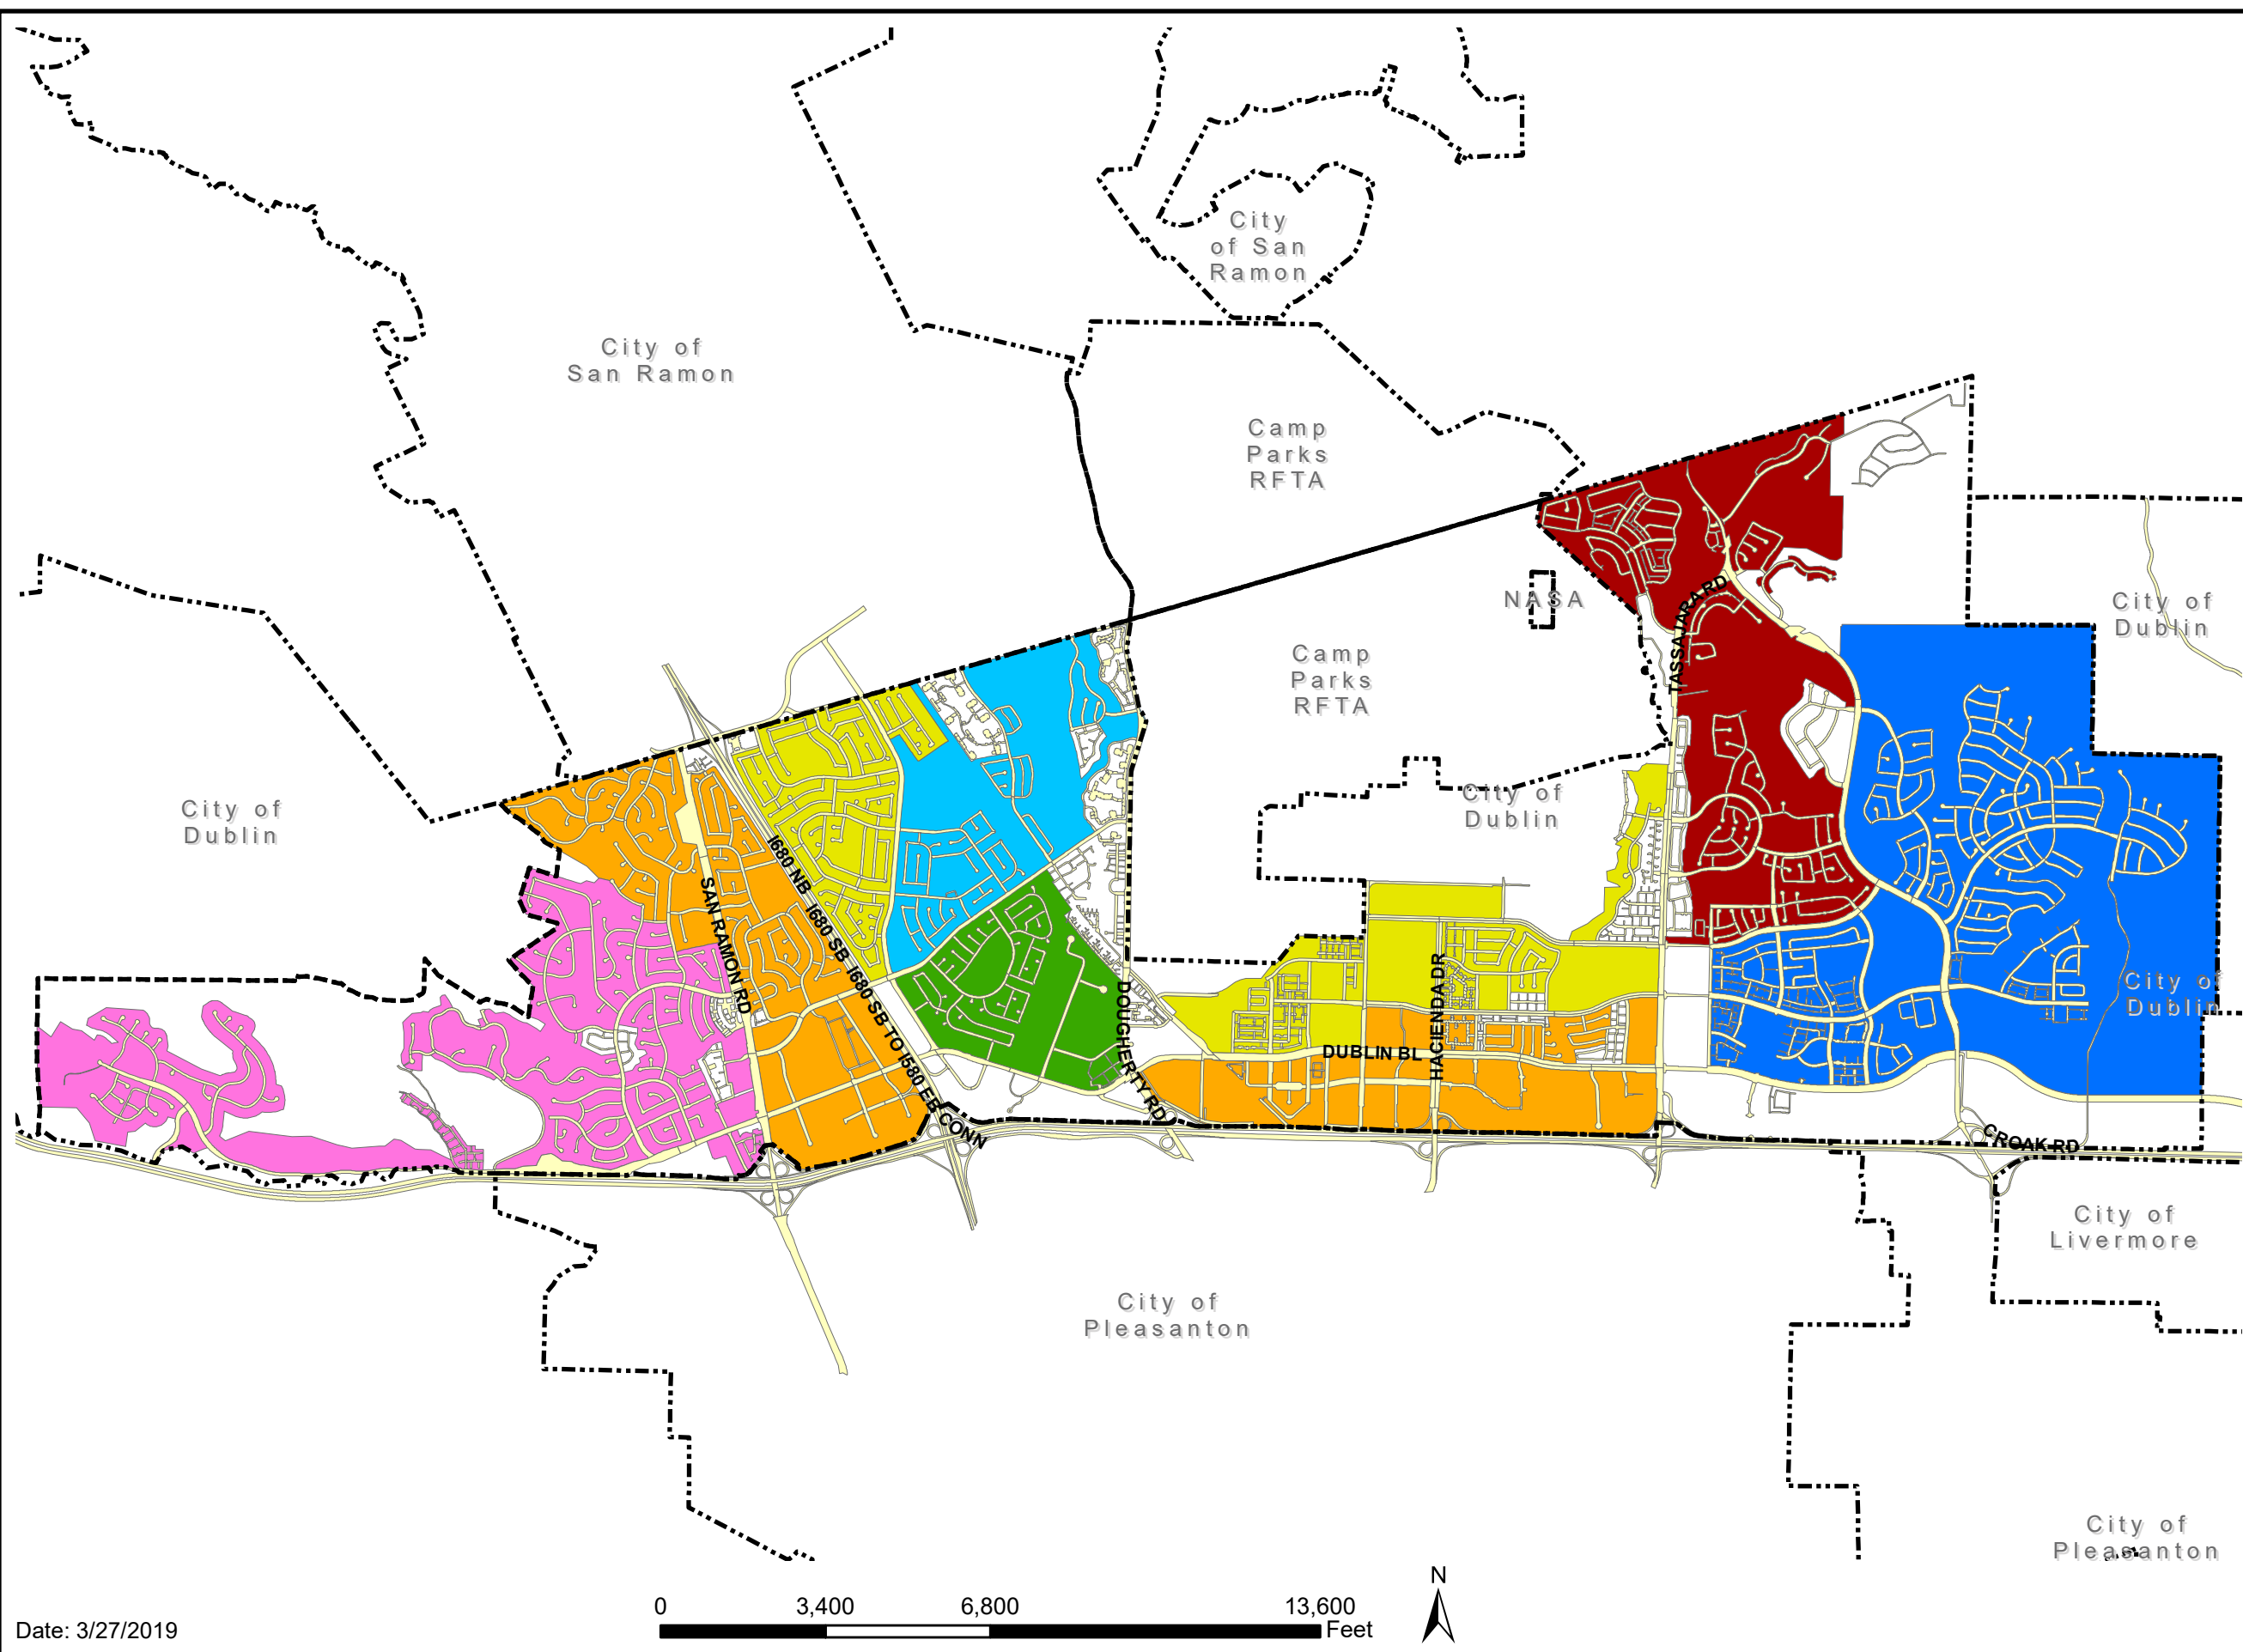 City
of San
Ramon
City of
San Ramon
Camp
Parks
RFTA
NASA
TASSAJARA RD
City of
Dublin
Camp
Parks
RFTA
City of
Dublin
City of
Dublin
I680 NB
I680 SB
I680 SB TO I580 EB CONN
SAN RAMON RD
DOUGHERTY RD
HACIENDA DR
DUBLIN BL
City of
Dublin
CROAK RD
City of
Livermore
City of
Pleasanton
City of
Pleasanton
N
0
3,400
6,800
13,600
Feet
Date: 3/27/2019